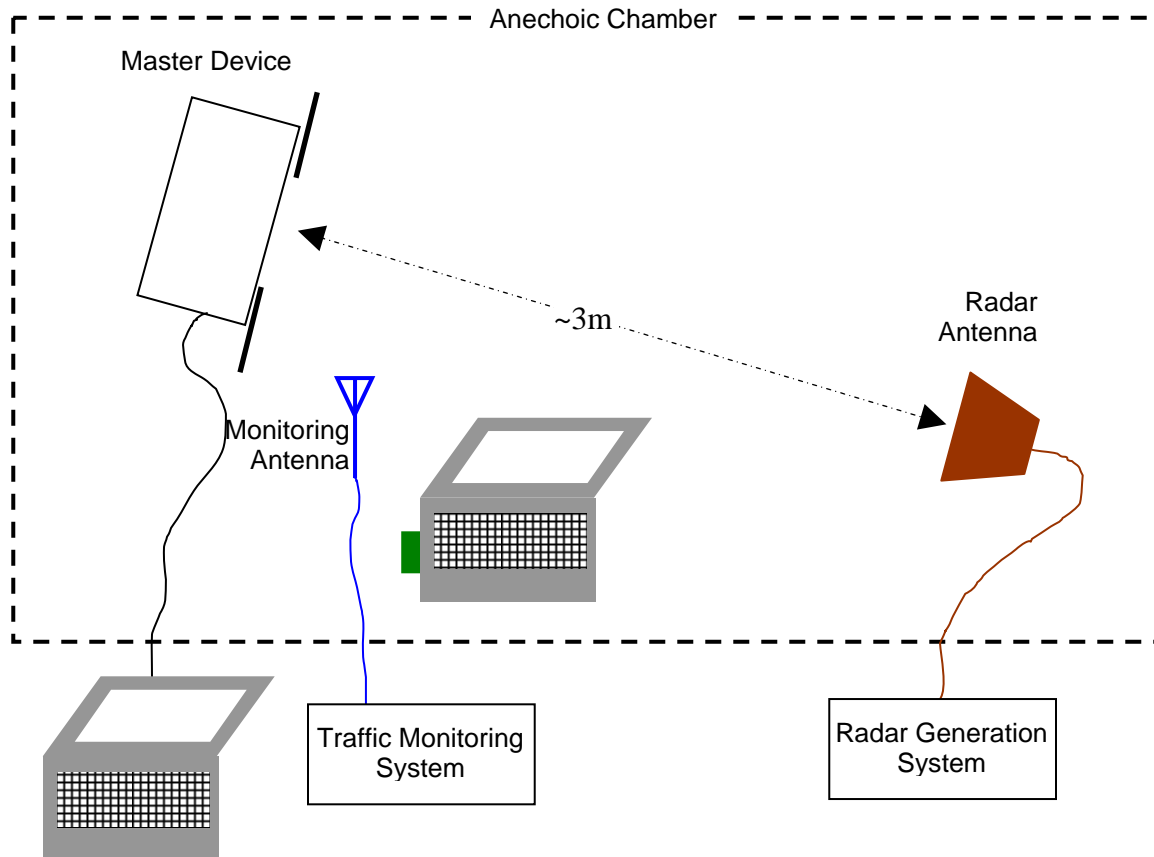 Anechoic Chamber
Master Device
~3m
Radar
Antenna
Monitoring
Antenna
Traffic Monitoring
System
Radar Generation
System